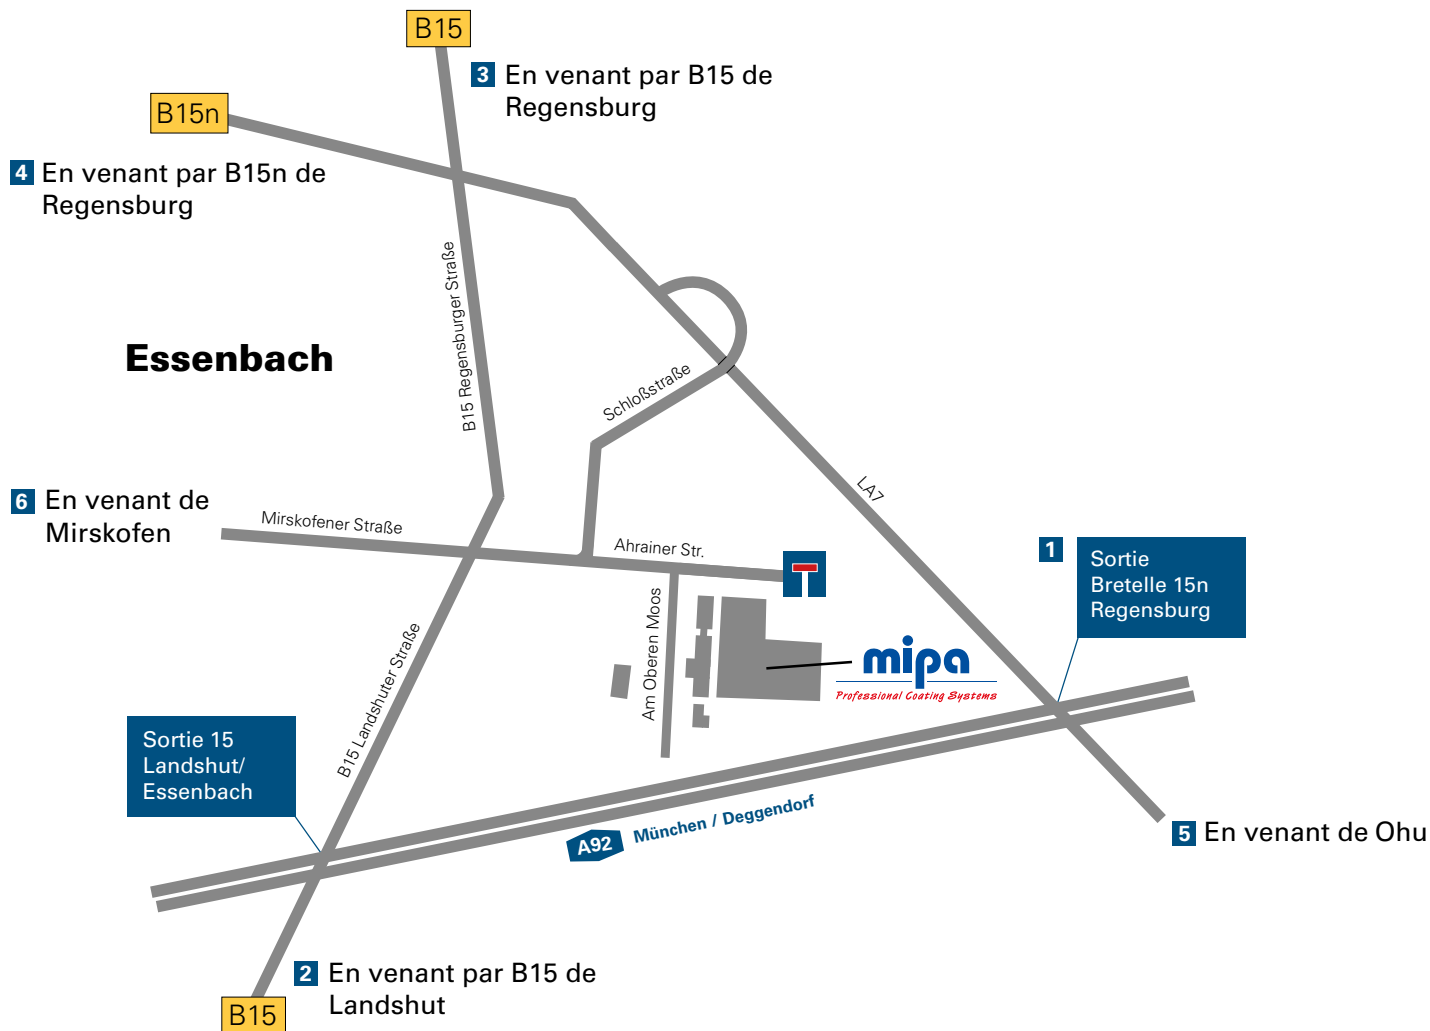 B15
3 En venant par B15 de
Regensburg
B15n
4 En venant par B15n de
Regensburg
B15 Regensburger Straße
Essenbach
Schloßstraße
LA7
6 En venant de
Mirskofen
Mirskofener Straße
Ahrainer Str.
1
Sortie
Bretelle 15n
Regensburg
Am Oberen Moos
mipa
Professional Coating Systems
B15 Landshuter Straße
Sortie 15
Landshut/
Essenbach
A92 München / Deggendorf
5 En venant de Ohu
2 En venant par B15 de
Landshut
B15